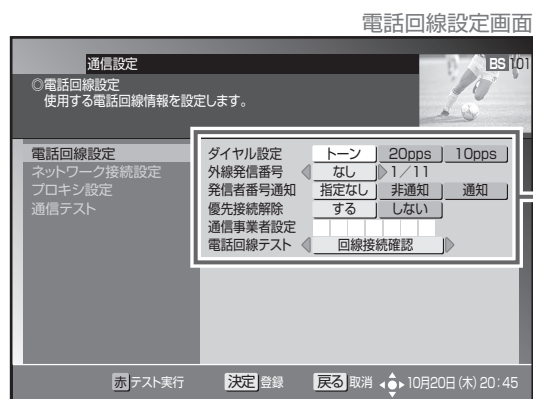 電話回線設定画面
通信設定
BS 101
◎電話回線設定
使用する電話回線情報を設定します。
電話回線設定
ネットワーク接続設定
プロキシ設定
通信テスト
ダイヤル設定 トーン 20pps 10pps
外線発信番号 なし 1／11
発信者番号通知 指定なし 非通知 通知
優先接続解除 する しない
通信事業者設定
電話回線テスト 回線接続確認
赤 テスト実行 決定 登録 戻る 取消 10月20日(木) 20:45